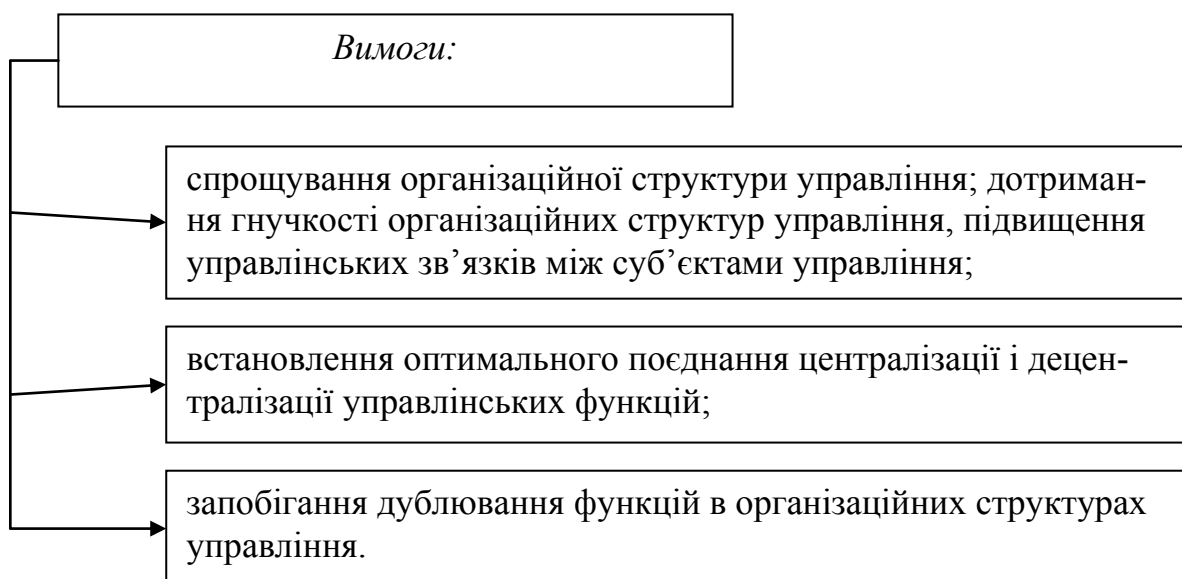 Вимоги:
спрощування організаційної структури управління; дотриман-
ня гнучкості організаційних структур управління, підвищення
управлінських зв’язків між суб’єктами управління;
встановлення оптимального поєднання централізації і децен-
тралізації управлінських функцій;
запобігання дублювання функцій в організаційних структурах
управління.